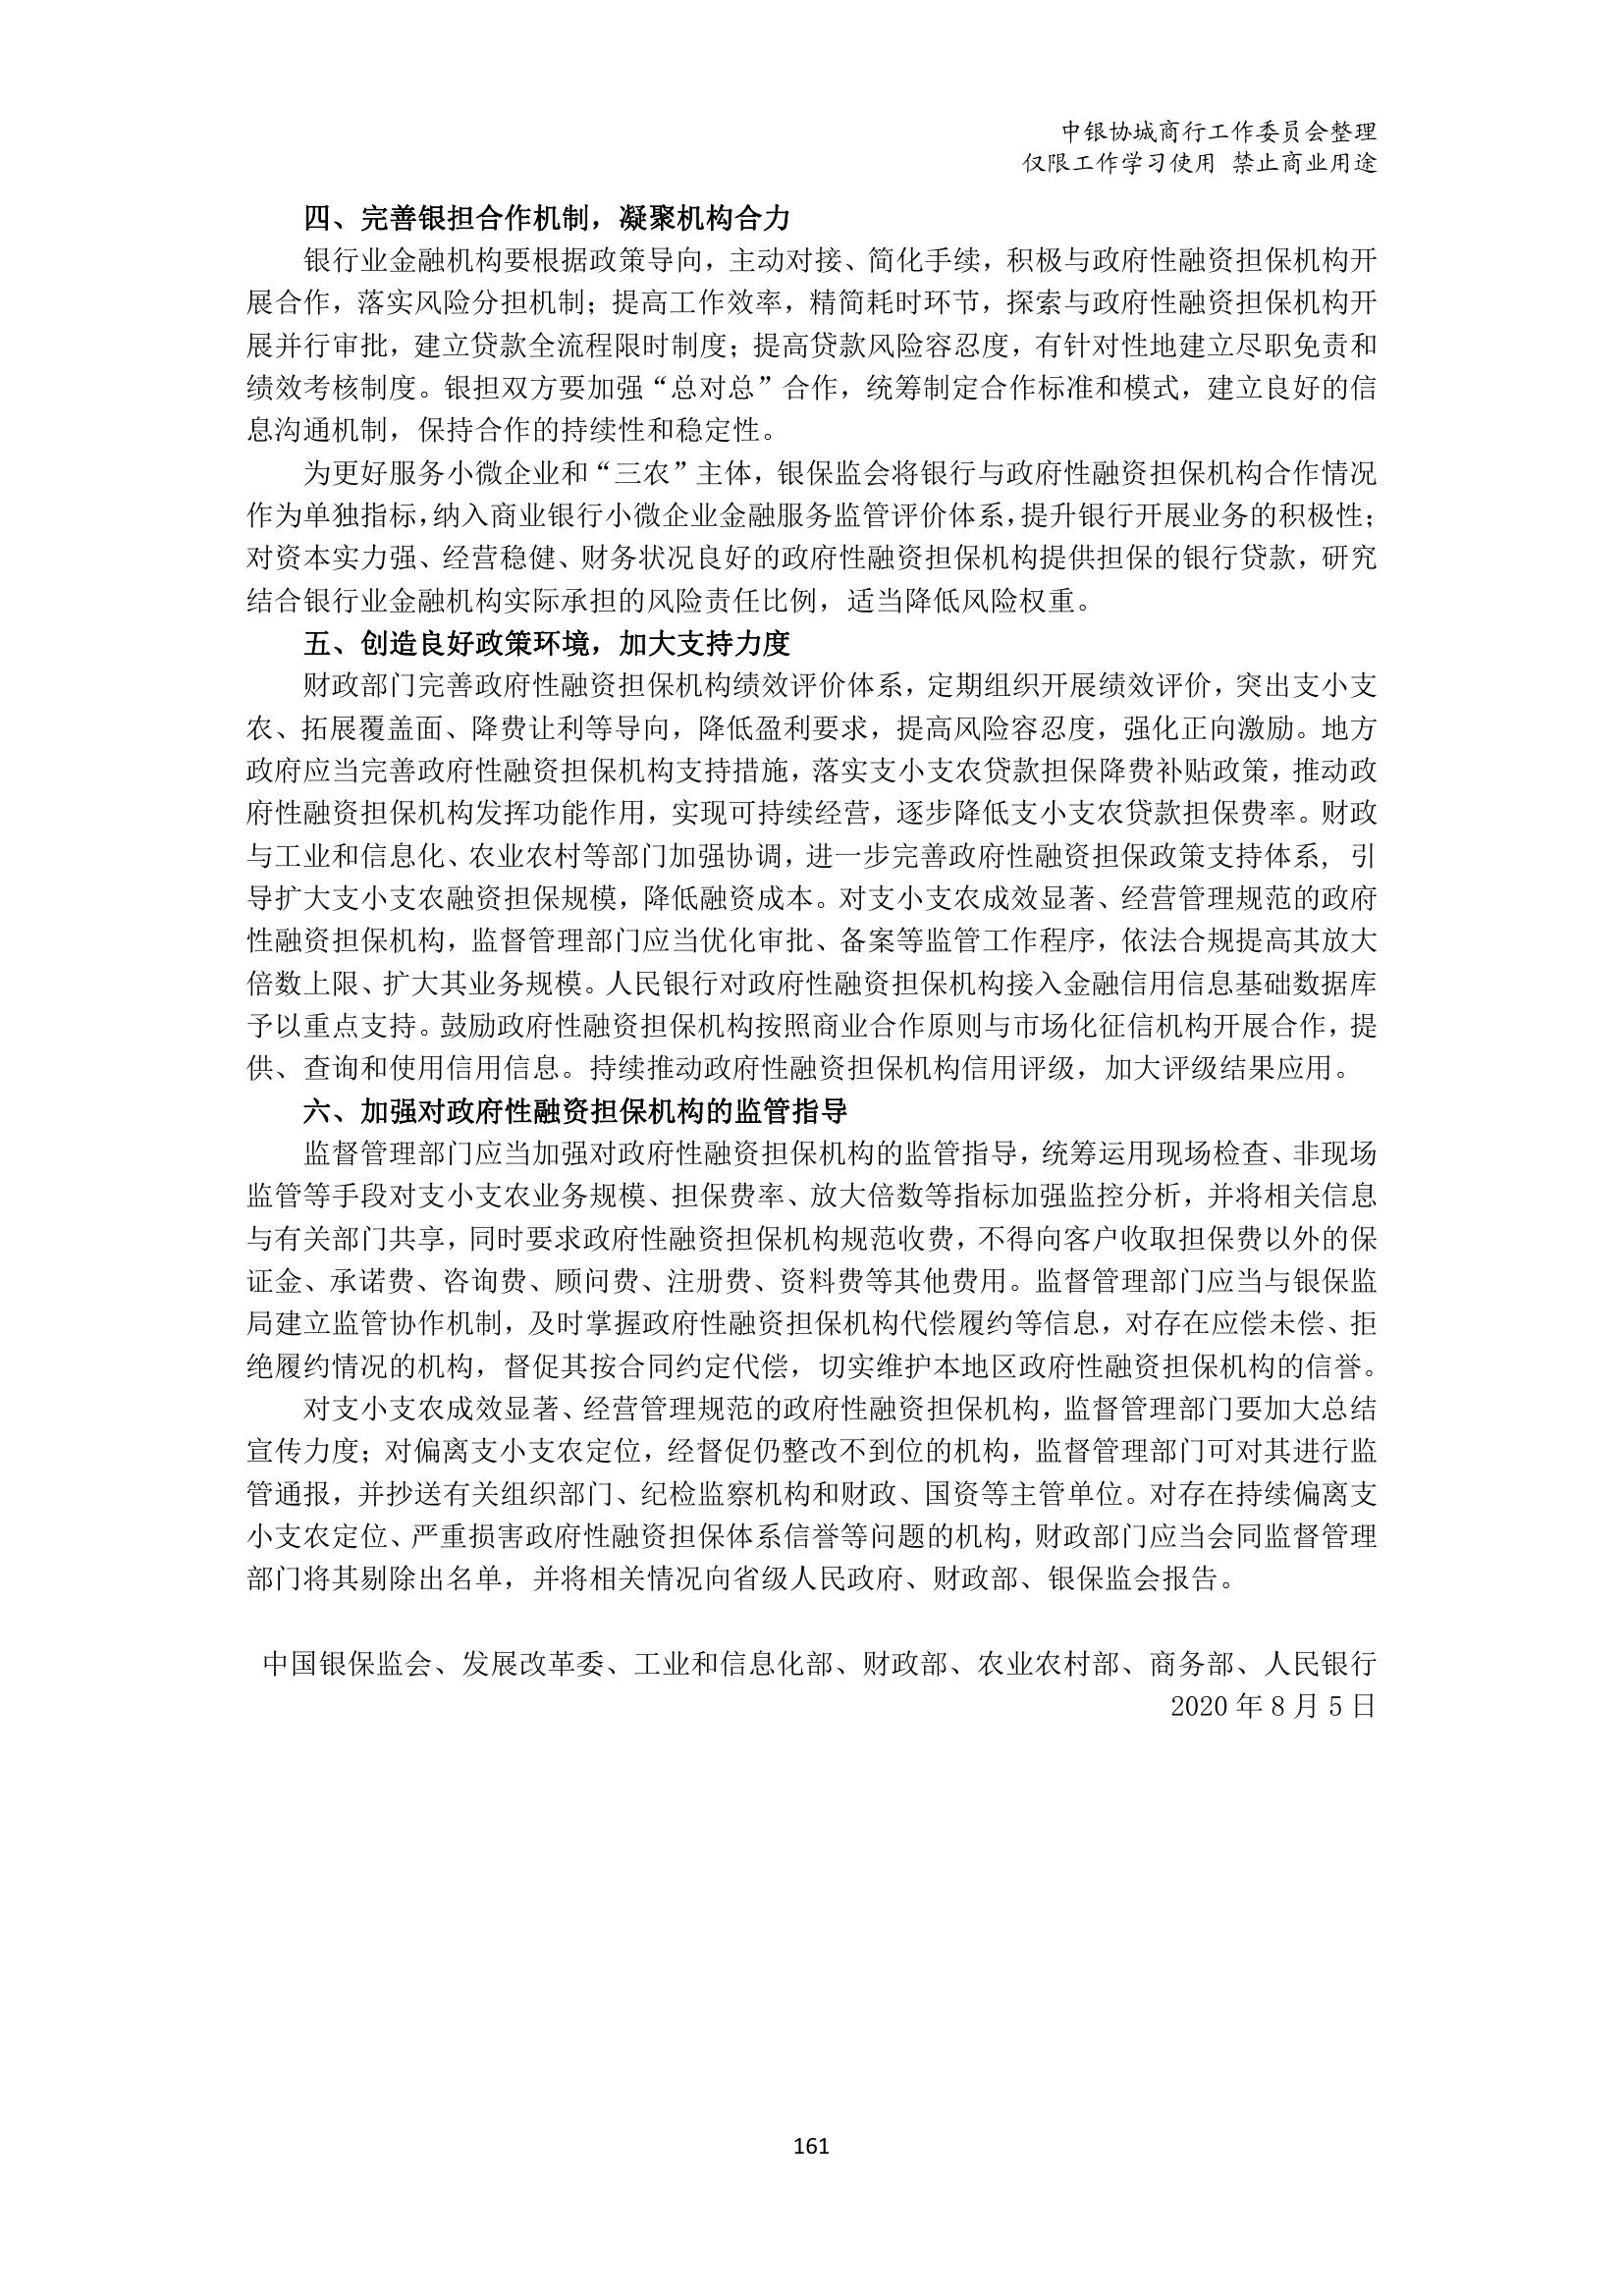 中银协城商行工作委员会整理
仅限工作学习使用 禁止商业用途
四、完善银担合作机制，凝聚机构合力
银行业金融机构要根据政策导向，主动对接、简化手续，积极与政府性融资担保机构开
展合作，落实风险分担机制；提高工作效率，精简耗时环节，探索与政府性融资担保机构开
展并行审批，建立贷款全流程限时制度；提高贷款风险容忍度，有针对性地建立尽职免责和
绩效考核制度。银担双方要加强“总对总”合作，统筹制定合作标准和模式，建立良好的信
息沟通机制，保持合作的持续性和稳定性。
为更好服务小微企业和“三农”主体，银保监会将银行与政府性融资担保机构合作情况
作为单独指标，纳入商业银行小微企业金融服务监管评价体系，提升银行开展业务的积极性；
对资本实力强、经营稳健、财务状况良好的政府性融资担保机构提供担保的银行贷款，研究
结合银行业金融机构实际承担的风险责任比例，适当降低风险权重。
五、创造良好政策环境，加大支持力度
财政部门完善政府性融资担保机构绩效评价体系，定期组织开展绩效评价，突出支小支
农、拓展覆盖面、降费让利等导向，降低盈利要求，提高风险容忍度，强化正向激励。地方
政府应当完善政府性融资担保机构支持措施，落实支小支农贷款担保降费补贴政策，推动政
府性融资担保机构发挥功能作用，实现可持续经营，逐步降低支小支农贷款担保费率。财政
与工业和信息化、农业农村等部门加强协调，进一步完善政府性融资担保政策支持体系, 引
导扩大支小支农融资担保规模，降低融资成本。对支小支农成效显著、经营管理规范的政府
性融资担保机构，监督管理部门应当优化审批、备案等监管工作程序，依法合规提高其放大
倍数上限、扩大其业务规模。人民银行对政府性融资担保机构接入金融信用信息基础数据库
予以重点支持。鼓励政府性融资担保机构按照商业合作原则与市场化征信机构开展合作，提
供、查询和使用信用信息。持续推动政府性融资担保机构信用评级，加大评级结果应用。
六、加强对政府性融资担保机构的监管指导
监督管理部门应当加强对政府性融资担保机构的监管指导，统筹运用现场检查、非现场
监管等手段对支小支农业务规模、担保费率、放大倍数等指标加强监控分析，并将相关信息
与有关部门共享，同时要求政府性融资担保机构规范收费，不得向客户收取担保费以外的保
证金、承诺费、咨询费、顾问费、注册费、资料费等其他费用。监督管理部门应当与银保监
局建立监管协作机制，及时掌握政府性融资担保机构代偿履约等信息，对存在应偿未偿、拒
绝履约情况的机构，督促其按合同约定代偿，切实维护本地区政府性融资担保机构的信誉。
对支小支农成效显著、经营管理规范的政府性融资担保机构，监督管理部门要加大总结
宣传力度；对偏离支小支农定位，经督促仍整改不到位的机构，监督管理部门可对其进行监
管通报，并抄送有关组织部门、纪检监察机构和财政、国资等主管单位。对存在持续偏离支
小支农定位、严重损害政府性融资担保体系信誉等问题的机构，财政部门应当会同监督管理
部门将其剔除出名单，并将相关情况向省级人民政府、财政部、银保监会报告。
中国银保监会、发展改革委、工业和信息化部、财政部、农业农村部、商务部、人民银行
2020 年 8 月 5 日
161